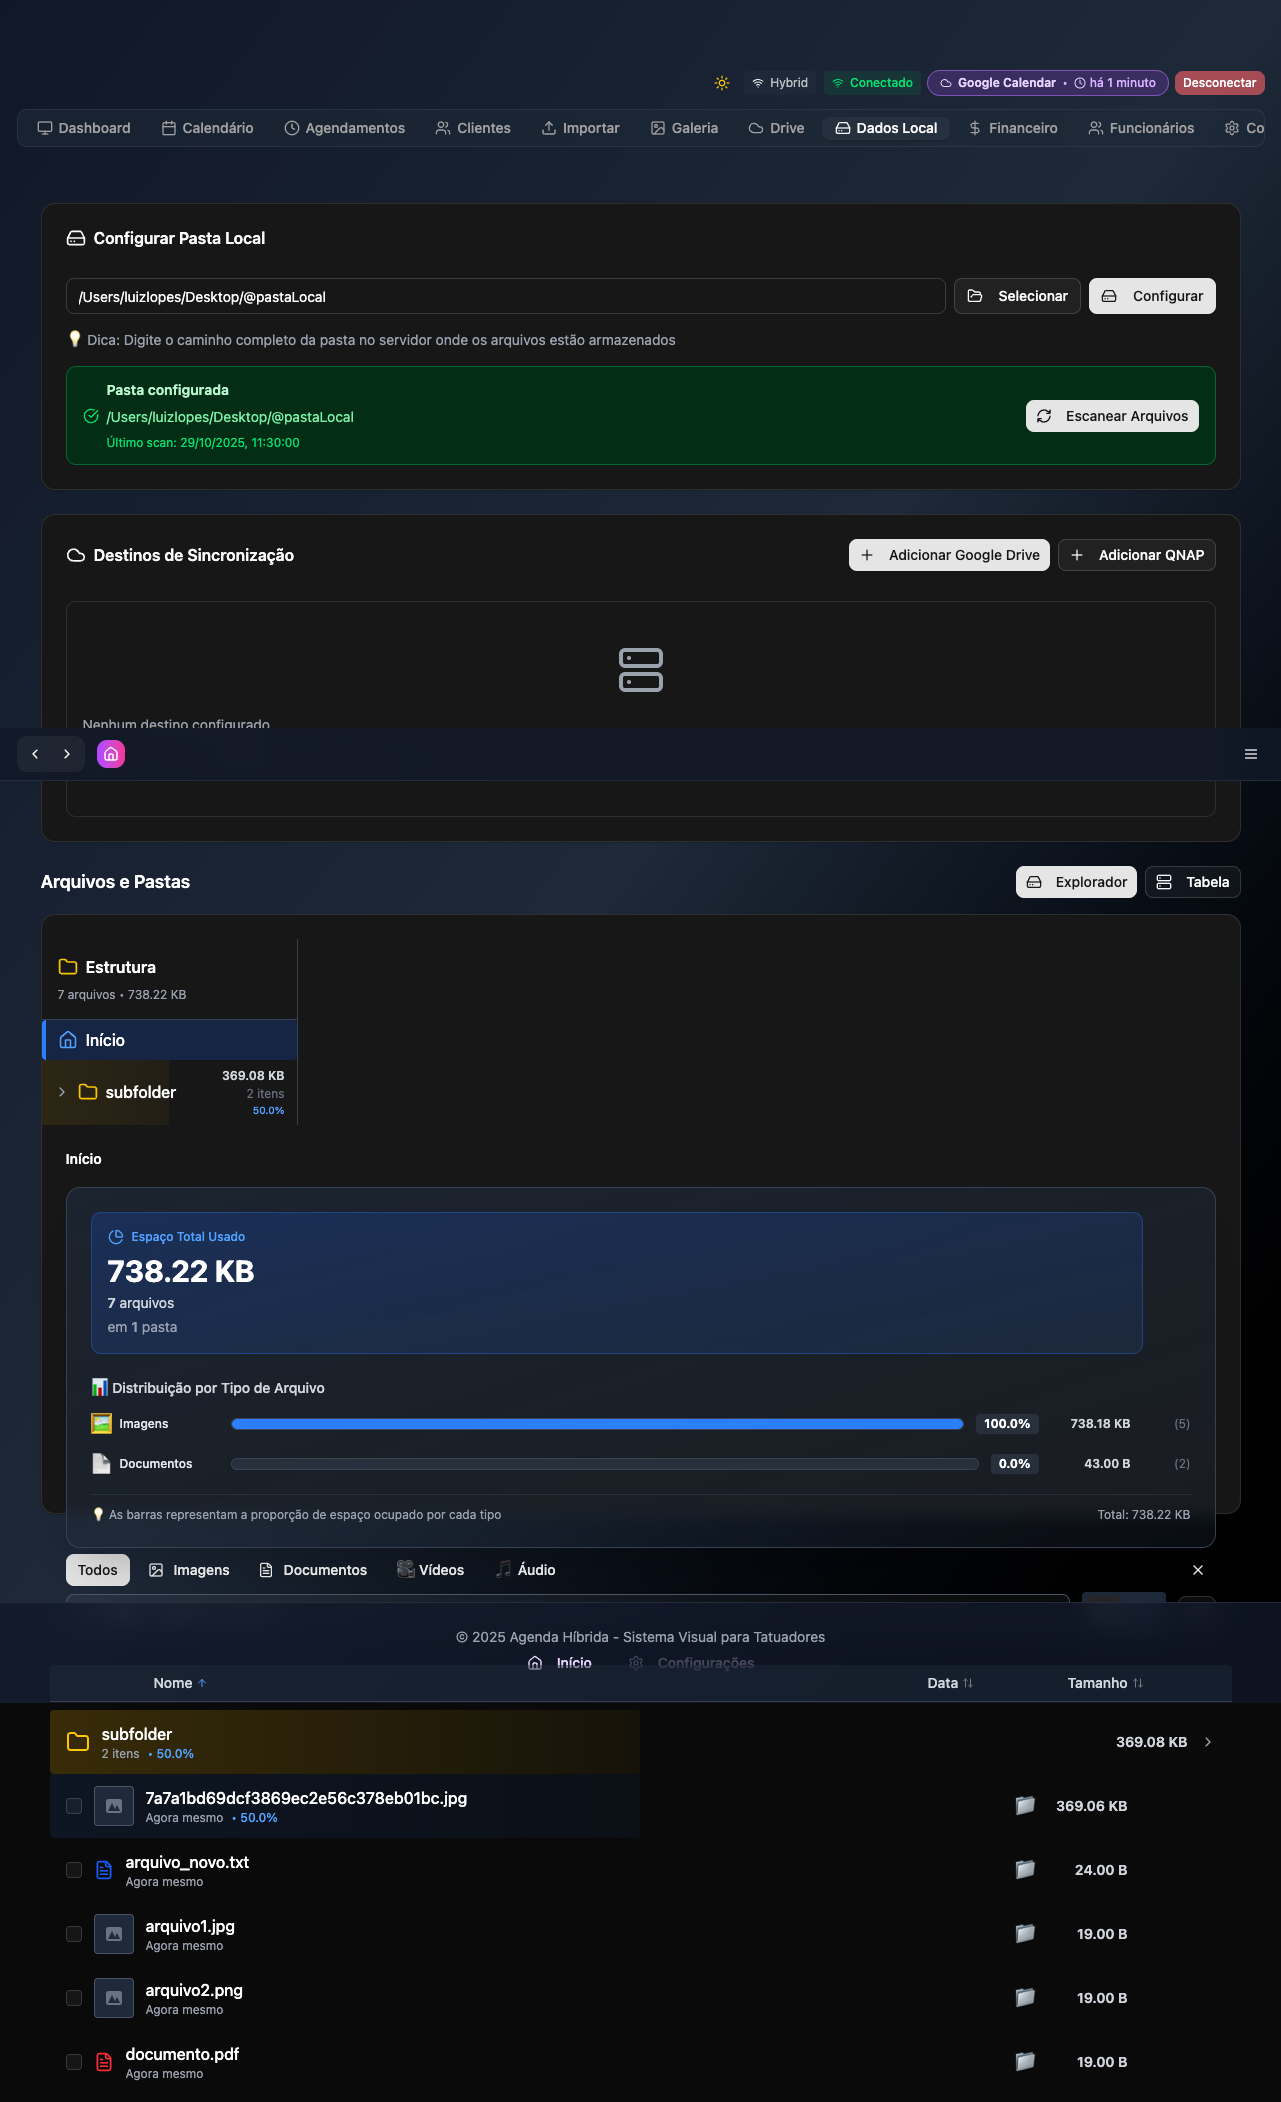 Hybrid
Conectado
Google Calendar • há 1 minuto
Desconectar
Dashboard
Calendário
Agendamentos
Clientes
Importar
Galeria
Drive
Dados Local
Financeiro
Funcionários
Co
Configurar Pasta Local
/Users/luizlopes/Desktop/@pastaLocal
Selecionar
Configurar
Dica: Digite o caminho completo da pasta no servidor onde os arquivos estão armazenados
Pasta configurada
/Users/luizlopes/Desktop/@pastaLocal
Último scan: 29/10/2025, 11:30:00
Escanear Arquivos
Destinos de Sincronização
Adicionar Google Drive
Adicionar QNAP
Nenhum destino configurado
Arquivos e Pastas
Explorador
Tabela
Estrutura
7 arquivos • 738.22 KB
Início
subfolder
369.08 KB
2 itens
50.0%
Início
Espaço Total Usado
738.22 KB
7 arquivos
em 1 pasta
Distribuição por Tipo de Arquivo
Imagens 100.0% 738.18 KB (5)
Documentos 0.0% 43.00 B (2)
As barras representam a proporção de espaço ocupado por cada tipo
Total: 738.22 KB
Todos
Imagens
Documentos
Vídeos
Áudio
© 2025 Agenda Híbrida - Sistema Visual para Tatuadores
Início
Configurações
Nome ↑
Data ↑↓
Tamanho ↑↓
subfolder
2 itens • 50.0%
369.08 KB
7a7a1bd69dcf3869ec2e56c378eb01bc.jpg
Agora mesmo • 50.0%
369.06 KB
arquivo_novo.txt
Agora mesmo
24.00 B
arquivo1.jpg
Agora mesmo
19.00 B
arquivo2.png
Agora mesmo
19.00 B
documento.pdf
Agora mesmo
19.00 B